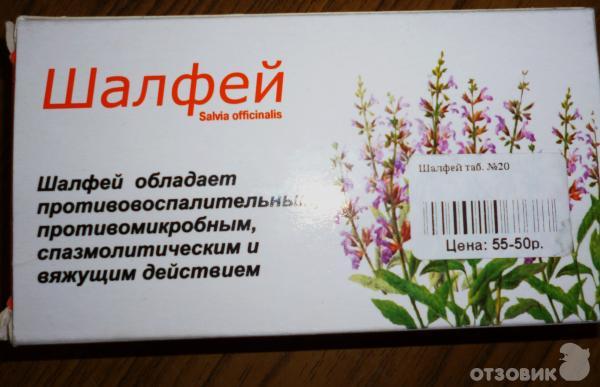 Шалфей
Salvia officinalis
Шалфей обладает
противовоспалительным,
противомикробным,
спазмолитическим и
вяжущим действием
Шалфей таб. №20
Цена: 55-50р.
ОТЗОВИК